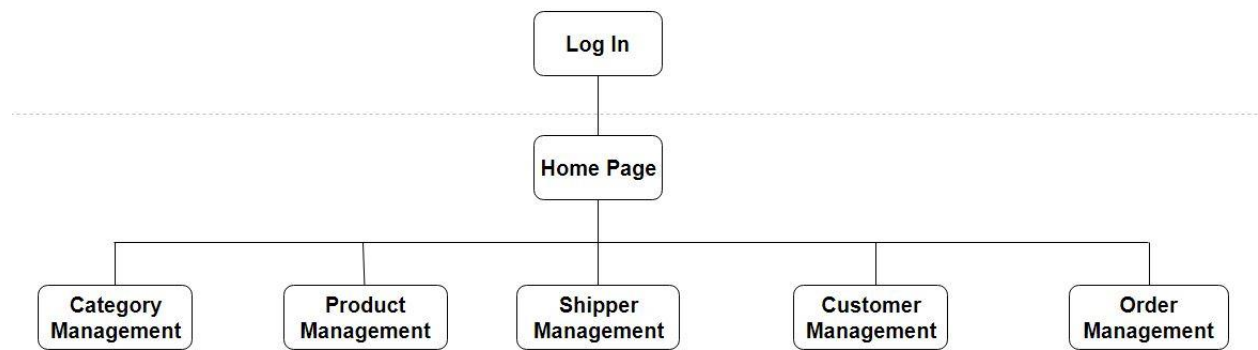 Log In
Home Page
Category
Management
Product
Management
Shipper
Management
Customer
Management
Order
Management